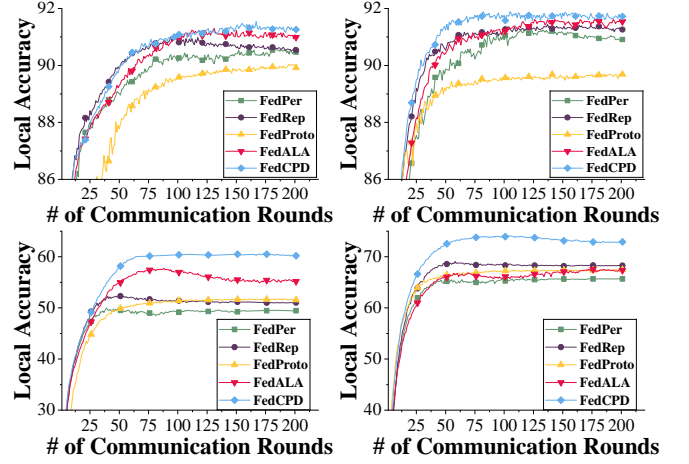 Local Accuracy
92
90
88
86
FedPer
FedRep
FedProto
FedALA
FedCPD
25 50 75 100 125 150 175 200
# of Communication Rounds
Local Accuracy
92
90
88
86
FedPer
FedRep
FedProto
FedALA
FedCPD
25 50 75 100 125 150 175 200
# of Communication Rounds
Local Accuracy
60
50
40
30
FedPer
FedRep
FedProto
FedALA
FedCPD
25 50 75 100 125 150 175 200
# of Communication Rounds
Local Accuracy
70
60
50
40
FedPer
FedRep
FedProto
FedALA
FedCPD
25 50 75 100 125 150 175 200
# of Communication Rounds